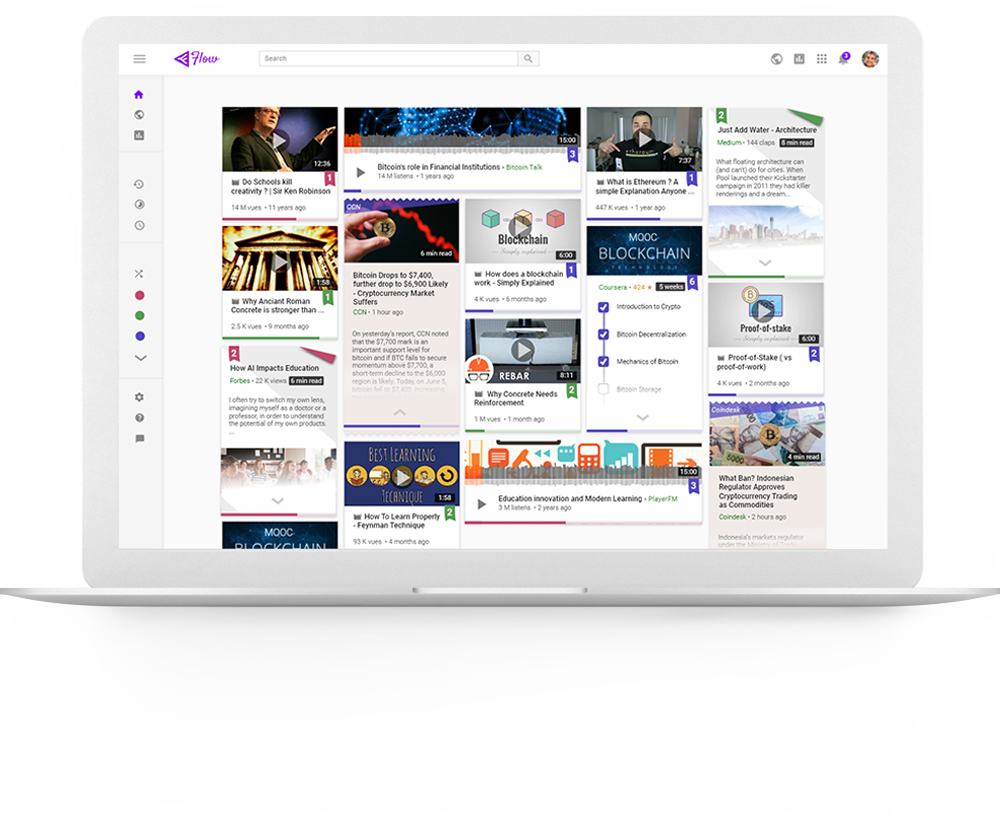 Flow
Search
3
12:36
1
Do Schools kill
creativity ? | Sir Ken Robinson
14 M vues • 11 years ago
1:58
1
Why Anciant Roman
Concrete is stronger than ...
2.5 K vues • 9 months ago
2
How AI Impacts Education
Forbes • 22 K views 6 min read
I often try to switch my own lens,
imagining myself as a doctor or a
professor, in order to understand
the potential of my own products.
...
MOOC
BLOCKCHAIN
15:00
3
Bitcoin's role in Financial Institutions • Bitcoin Talk
14 M listens • 1 years ago
CCN
6 min read
Bitcoin Drops to $7,400,
further drop to $6,900 Likely
- Cryptocurrency Market
Suffers
CCN • 1 hour ago
On yesterday's report, CCN noted
that the $7,700 mark is an
important support level for
bitcoin and if BTC fails to secure
momentum above $7,700, a
short-term decline to the $6,000
region is likely. Today, on June 5,
bitcoin fell to $7,400, increasing
BEST LEARNING
TECHNIQUE
1:58
2
How To Learn Properly
- Feynman Technique
93 K vues • 4 months ago
Blockchain
Simply explained
6:00
1
How does a blockchain
work - Simply Explained
4 K vues • 6 months ago
REBAR
8:11
2
Why Concrete Needs
Reinforcement
1 M vues • 1 month ago
15:00
3
Education innovation and Modern Learning • PlayerFM
3 M listens • 2 years ago
ethereum
7:37
1
What is Ethereum ? A
simple Explanation Anyone ...
447 K vues • 1 year ago
MOOC
BLOCKCHAIN
TECHNOLOGY
6
Coursera • 424 ★ 5 weeks
Introduction to Crypto
Bitcoin Decentralization
Mechanics of Bitcoin
Bitcoin Storage
2
Just Add Water - Architecture
Medium • 144 claps 8 min read
What floating architecture can
(and can't) do for cities. When
Pool launched their Kickstarter
campaign in 2011 they had killer
renderings and a dream...
Proof-of-stake
Simply explained
6:00
2
Proof-of-Stake ( vs
proof-of-work)
4 K vues • 2 months ago
Coindesk
5000
4 min read
What Ban? Indonesian
Regulator Approves
Cryptocurrency Trading
as Commodities
Coindesk • 2 hours ago
Indonesia's markets regulator
under the Ministry of Trade